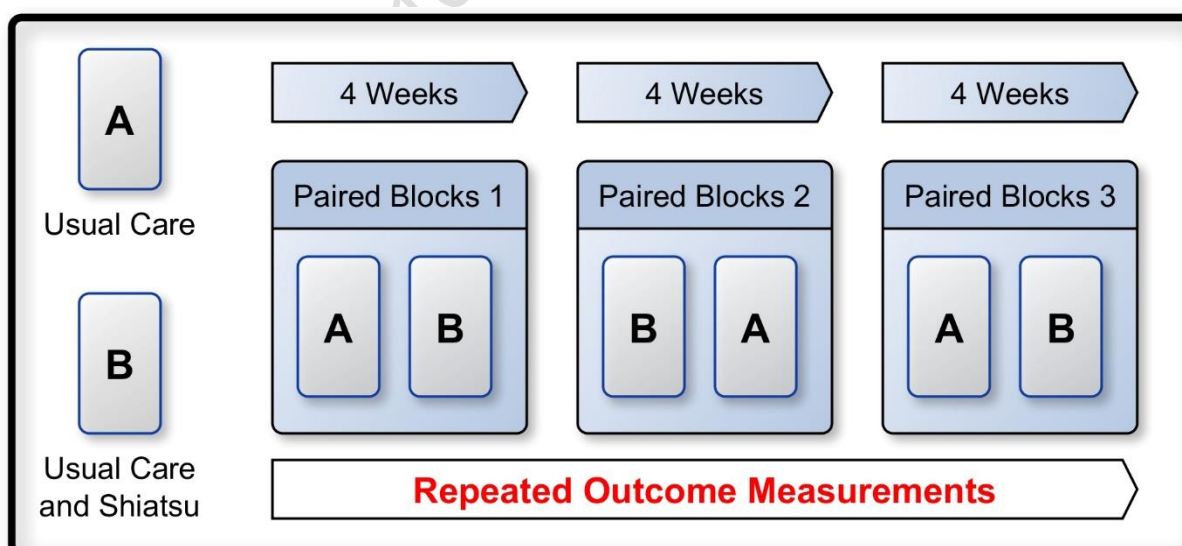 A
Usual Care
B
Usual Care
and Shiatsu
4 Weeks
4 Weeks
4 Weeks
Paired Blocks 1
Paired Blocks 2
Paired Blocks 3
A
B
B
A
A
B
Repeated Outcome Measurements